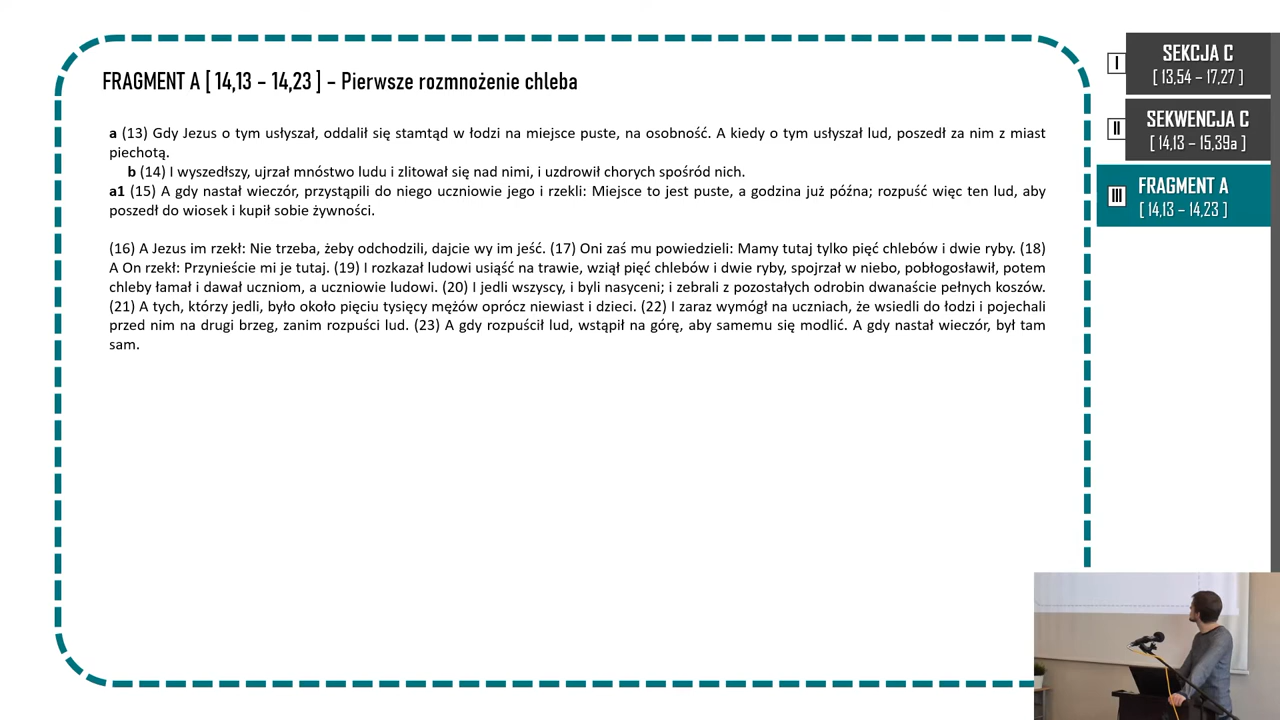 FRAGMENT A [ 14,13 – 14,23 ] – Pierwsze rozmnożenie chleba
a (13) Gdy Jezus o tym usłyszał, oddalił się stamtąd w łodzi na miejsce puste, na osobność. A kiedy o tym usłyszał lud, poszedł za nim z miast
piechotą.
b (14) I wyszedłszy, ujrzał mnóstwo ludu i zlitował się nad nimi, i uzdrowił chorych spośród nich.
a1 (15) A gdy nastał wieczór, przystąpili do niego uczniowie jego i rzekli: Miejsce to jest puste, a godzina już późna; rozpuść więc ten lud, aby
poszedł do wiosek i kupił sobie żywności.
(16) A Jezus im rzekł: Nie trzeba, żeby odchodzili, dajcie wy im jeść. (17) Oni zaś mu powiedzieli: Mamy tutaj tylko pięć chlebów i dwie ryby. (18)
A On rzekł: Przynieście mi je tutaj. (19) I rozkazał ludowi usiąść na trawie, wziął pięć chlebów i dwie ryby, spojrzał w niebo, pobłogosławił, potem
chleby łamał i dawał uczniom, a uczniowie ludowi. (20) I jedli wszyscy, i byli nasyceni; i zebrali z pozostałych odrobin dwanaście pełnych koszów.
(21) A tych, którzy jedli, było około pięciu tysięcy mężów oprócz niewiast i dzieci. (22) I zaraz wymógł na uczniach, że wsiedli do łodzi i pojechali
przed nim na drugi brzeg, zanim rozpuści lud. (23) A gdy rozpuścił lud, wstąpił na górę, aby samemu się modlić. A gdy nastał wieczór, był tam
sam.
I
SEKCJA C
[ 13,54 – 17,27 ]
II
SEKWENCJA C
[ 14,13 – 15,39a ]
III
FRAGMENT A
[ 14,13 – 14,23 ]